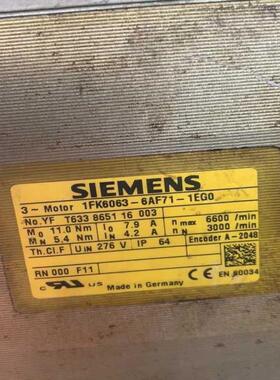 SIEMENS
3~ Motor 1FK6063-6AF71-1EG0
No.YF T633 8651 16 003
M0 11.0 Nm I0 7.9 A nmax 6600 /min
MN 5.4 Nm IN 4.2 A nN 3000 /min
Th.Cl.F UIN 276 V IP 64 Encoder A-2048
RN 000 F11
c US Made in Germany CE EN 60034